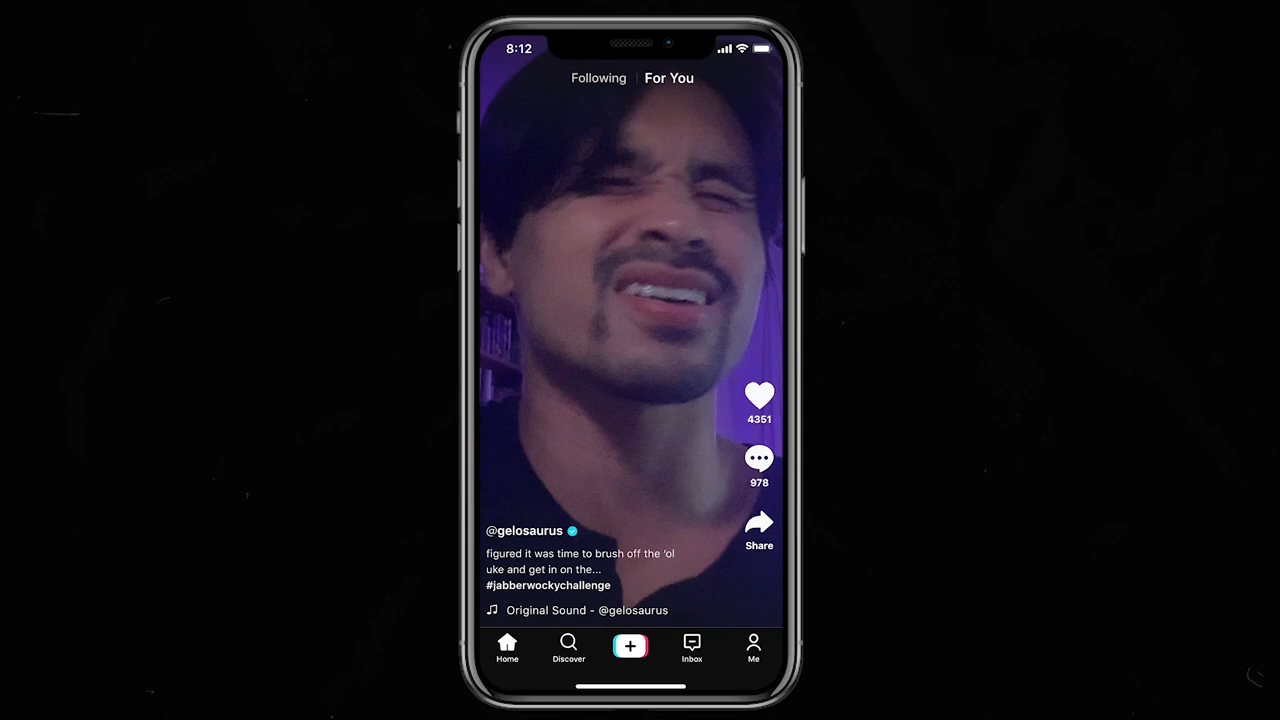 8:12
Following | For You
4351
978
Share
@gelosaurus
figured it was time to brush off the ‘ol
uke and get in on the...
#jabberwockychallenge
Original Sound - @gelosaurus
Home Discover Inbox Me